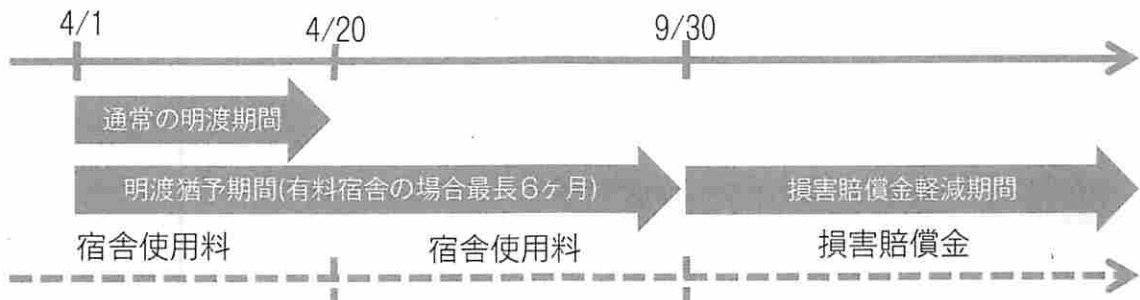 4/1 4/20 9/30
通常の明渡期間
明渡猶予期間(有料宿舎の場合最長6ヶ月) 損害賠償金軽減期間
宿舎使用料 宿舎使用料 損害賠償金